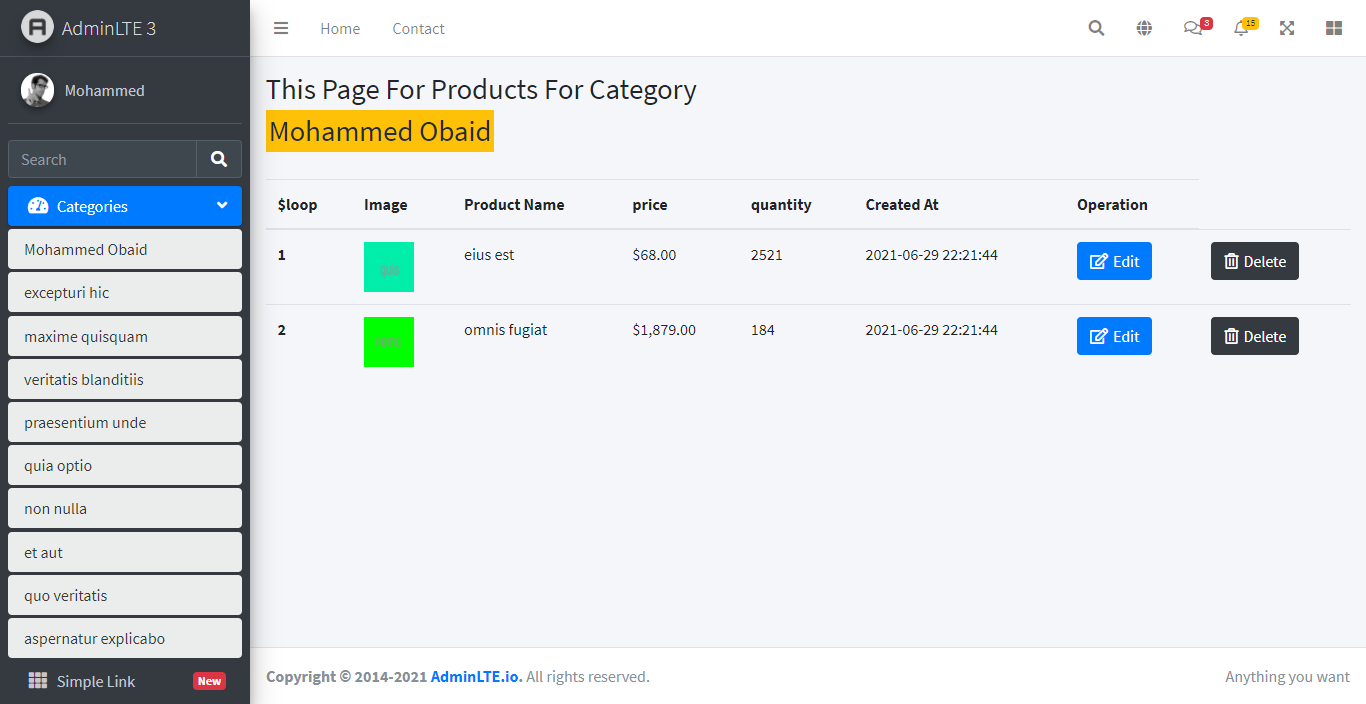 AdminLTE 3
Mohammed
Search
Categories
Mohammed Obaid
excepturi hic
maxime quisquam
veritatis blanditiis
praesentium unde
quia optio
non nulla
et aut
quo veritatis
aspernatur explicabo
Simple Link New
Home Contact 3 15
This Page For Products For Category
Mohammed Obaid
$loop Image Product Name price quantity Created At Operation
1 eius est $68.00 2521 2021-06-29 22:21:44 Edit Delete
2 omnis fugiat $1,879.00 184 2021-06-29 22:21:44 Edit Delete
Copyright © 2014-2021 AdminLTE.io. All rights reserved. Anything you want